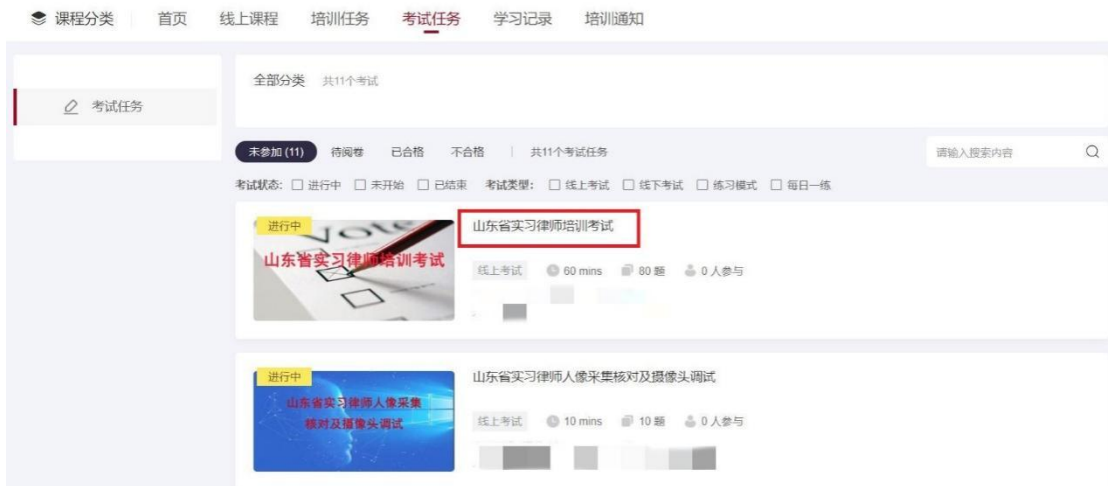 课程分类 首页 线上课程 培训任务 考试任务 学习记录 培训通知
全部分类 共11个考试
考试任务
未参加 (11) 待阅卷 已合格 不合格 共11个考试任务 请输入搜索内容
考试状态: 进行中 未开始 已结束 考试类型: 线上考试 线下考试 练习模式 每日一练
进行中
Vote
山东省实习律师培训考试
山东省实习律师培训考试
线上考试 60 mins 80 题 0 人参与
进行中
山东省实习律师人像采集
核对及摄像头调试
山东省实习律师人像采集核对及摄像头调试
线上考试 10 mins 10 题 0 人参与